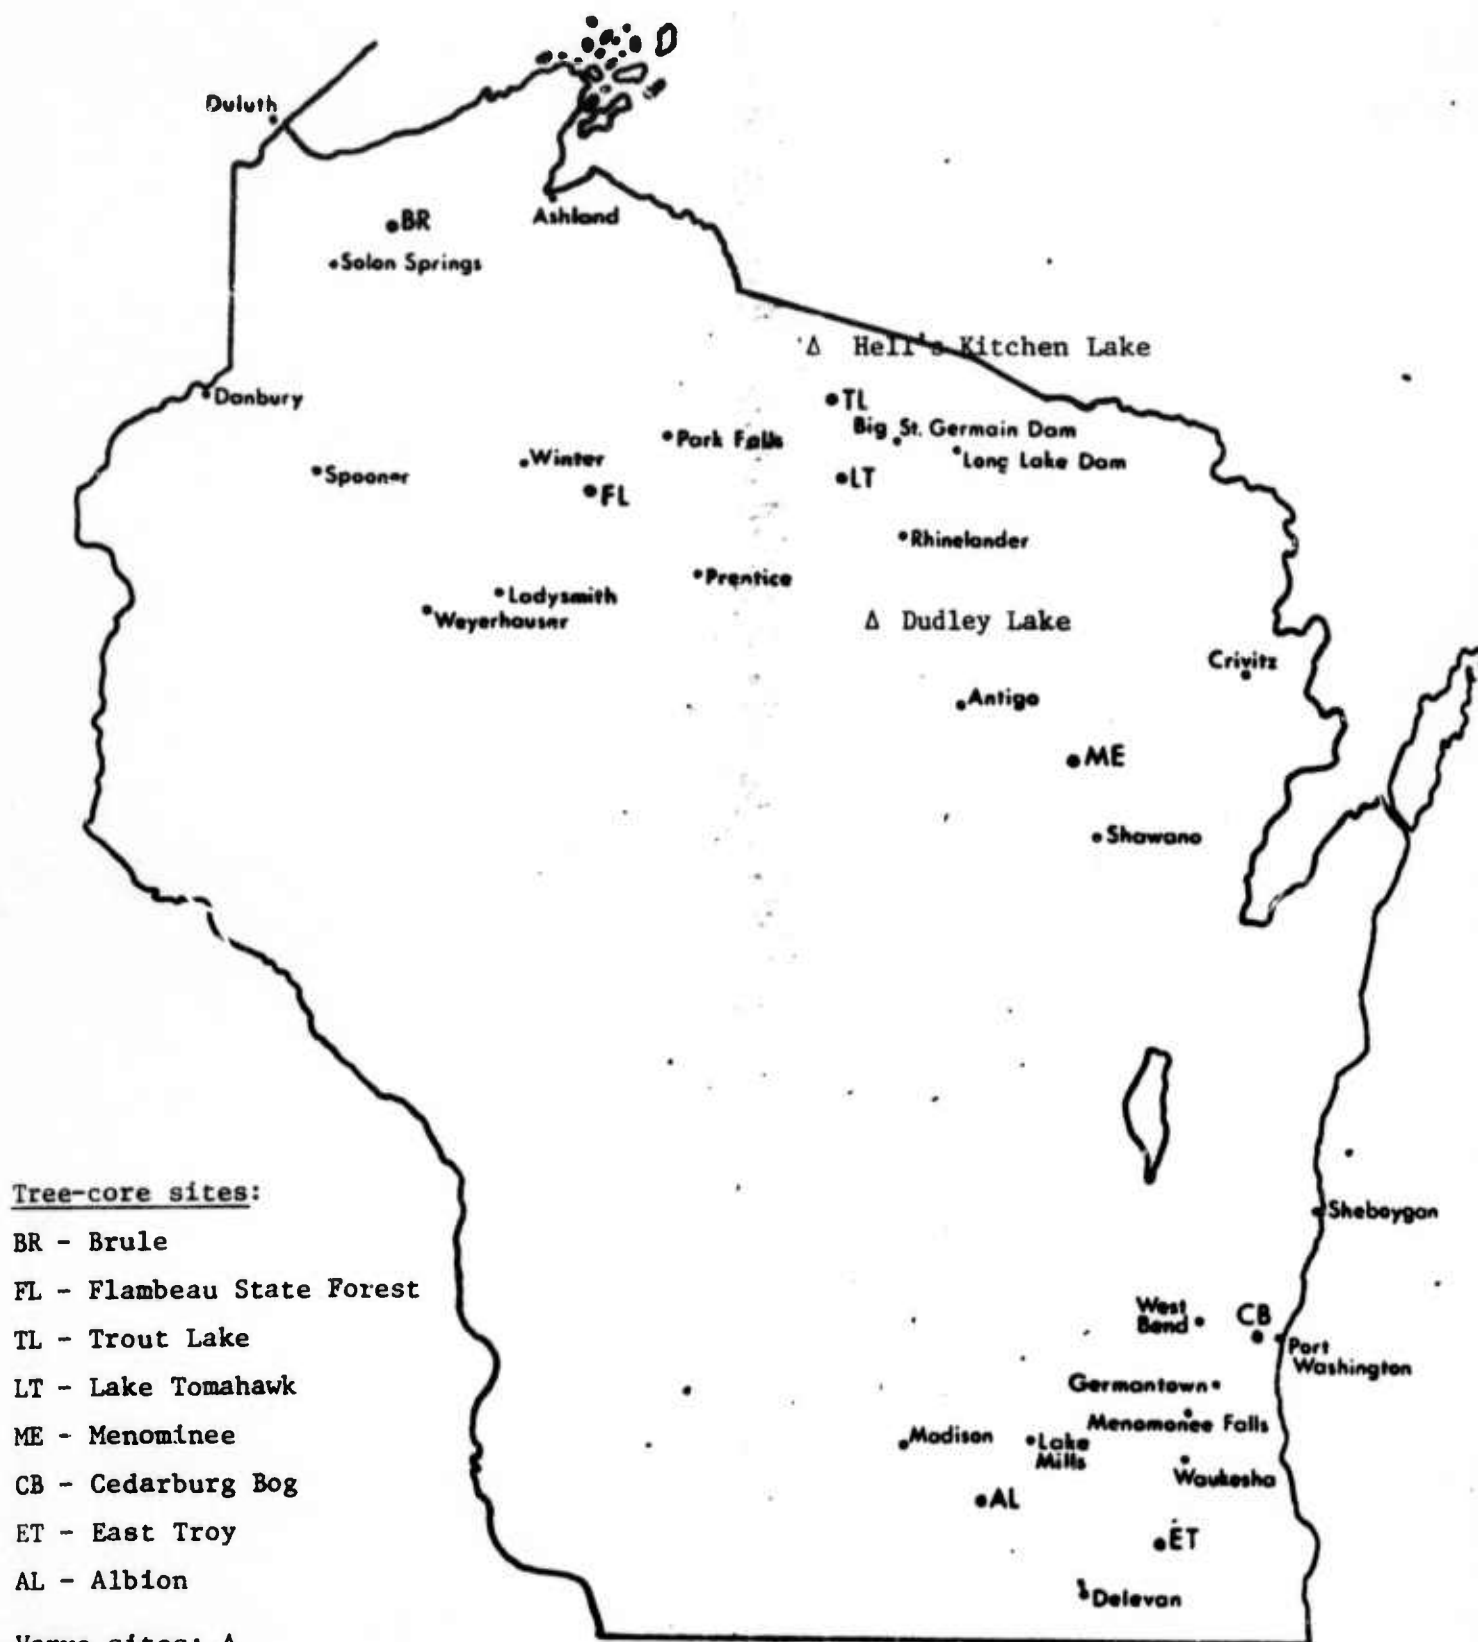 Duluth
BR
Ashland
Solon Springs
Δ Hell's Kitchen Lake
Danbury
TL
Big St. Germain Dam
Park Falls
Winter
Long Lake Dam
Spooner
LT
FL
Rhinelander
Prentice
Ladysmith
Weyerhauser
Δ Dudley Lake
Crivitz
Antigo
ME
Shawano
Tree-core sites:
BR - Brule
FL - Flambeau State Forest
TL - Trout Lake
LT - Lake Tomahawk
ME - Menominee
CB - Cedarburg Bog
ET - East Troy
AL - Albion
Sheboygan
West
Bend
CB
Port
Washington
Germantown
Menomonee Falls
Madison
Lake
Mills
Waukesha
AL
ET
Delevan
sites: Δ